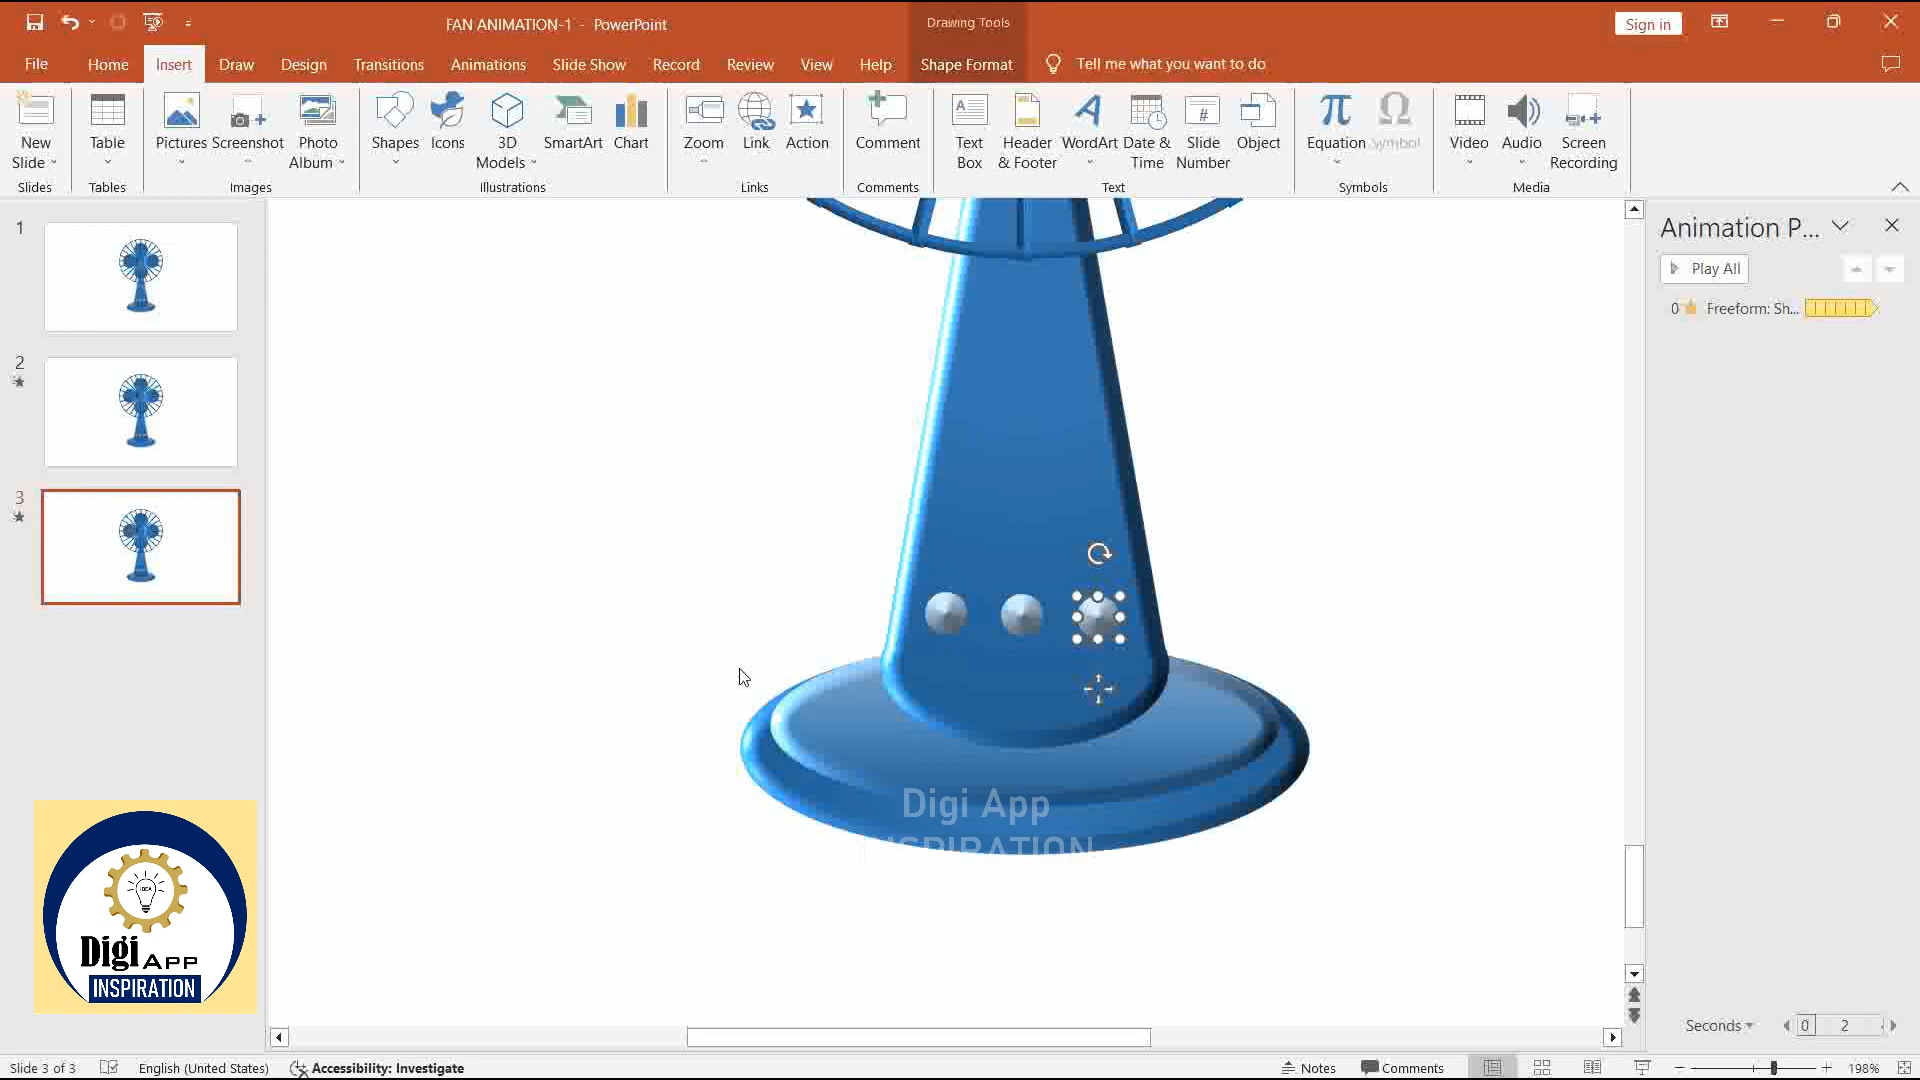 FAN ANIMATION-1 - PowerPoint
Drawing Tools
Sign in
File
Home
Insert
Draw
Design
Transitions
Animations
Slide Show
Record
Review
View
Help
Shape Format
Tell me what you want to do
New Slide
Table
Pictures
Screenshot
Photo Album
Shapes
Icons
3D Models
SmartArt
Chart
Zoom
Link
Action
Comment
Text Box
Header & Footer
WordArt
Date & Time
Slide Number
Object
Equation
Symbol
Video
Audio
Screen Recording
Slides
Tables
Images
Illustrations
Links
Comments
Text
Symbols
Media
1
2
3
Animation P...
Play All
0 Freeform: Sh...
Digi App
INSPIRATION
IDEA
Digi APP
INSPIRATION
Seconds
0
2
Slide 3 of 3
English (United States)
Accessibility: Investigate
Notes
Comments
198%